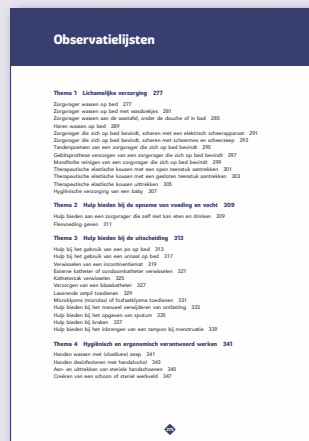 Observatielijsten
Thema 1 Lichamelijke verzorging 277
Zorgvrager wassen op bed 277
Zorgvrager wassen op bed met wasdoekjes 281
Zorgvrager wassen aan de wastafel, onder de douche of in bad 285
Haren wassen op bed 289
Zorgvrager die zich op bed bevindt, scheren met een elektrisch scheerapparaat 291
Zorgvrager die zich op bed bevindt, scheren met scheermes en scheerzeep 293
Tandenpoetsen van een zorgvrager die zich op bed bevindt 295
Gebitsprothese verzorgen van een zorgvrager die zich op bed bevindt 297
Mondholte reinigen van een zorgvrager die zich op bed bevindt 299
Therapeutische elastische kousen met een open teenstuk aantrekken 301
Therapeutische elastische kousen met een gesloten teenstuk aantrekken 303
Therapeutische elastische kousen uittrekken 305
Hygiënische verzorging van een baby 307
Thema 2 Hulp bieden bij de opname van voeding en vocht 309
Hulp bieden aan een zorgvrager die zelf niet kan eten en drinken 309
Flesvoeding geven 311
Thema 3 Hulp bieden bij de uitscheiding 313
Hulp bij het gebruik van een po op bed 313
Hulp bij het gebruik van een urinaal op bed 317
Verwisselen van een incontinentiemat 319
Externe katheter of condoomkatheter verwisselen 321
Katheterzak verwisselen 325
Verzorgen van een blaaskatheter 327
Laxerende zetpil toedienen 329
Microklysma (microlax) of fosfaatklysma toedienen 331
Hulp bieden bij het manueel verwijderen van ontlasting 333
Hulp bieden bij het opgeven van sputum 335
Hulp bieden bij braken 337
Hulp bieden bij het inbrengen van een tampon bij menstruatie 339
Thema 4 Hygiënisch en ergonomisch verantwoord werken 341
Handen wassen met (vloeibare) zeep 341
Handen desinfecteren met handalcohol 343
Aan- en uittrekken van steriele handschoenen 345
Creëren van een schoon of steriel werkveld 347